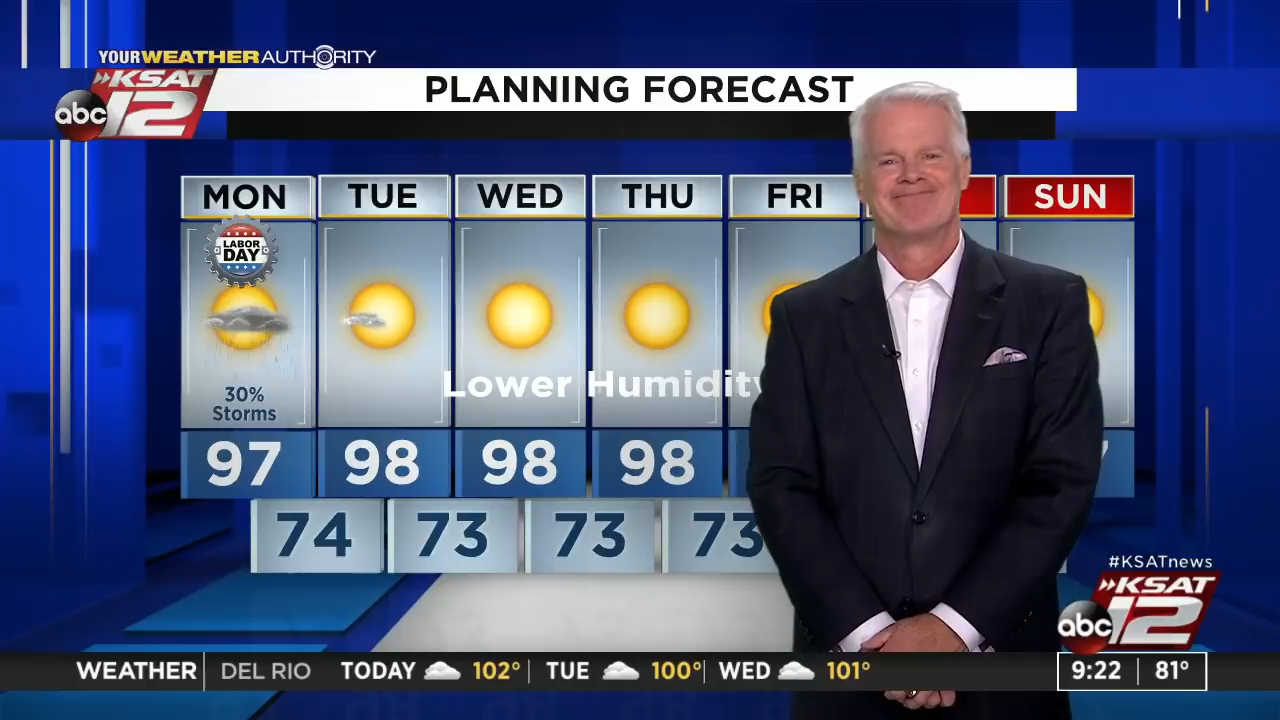 YOUR WEATHER AUTHORITY
KSAT
abc 12
PLANNING FORECAST
MON TUE WED THU FRI SUN
LABOR
DAY
30%
Storms
Lower Humidity
97 98 98 98
74 73 73 73
#KSATnews
KSAT
abc 12
WEATHER DEL RIO TODAY 102° TUE 100° WED 101° 9:22 81°